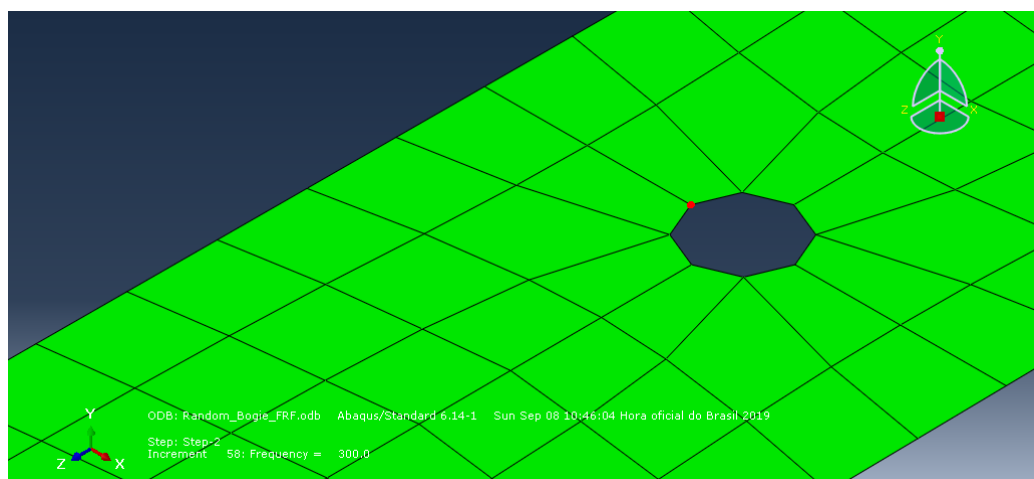 Y
Z
X
ODB: Random_Bogie_FRF.odb Abaqus/Standard 6.14-1 Sun Sep 08 10:46:04 Hora oficial do Brasil 2019
Y
Step: Step-2
Increment 58: Frequency = 300.0
Z
X